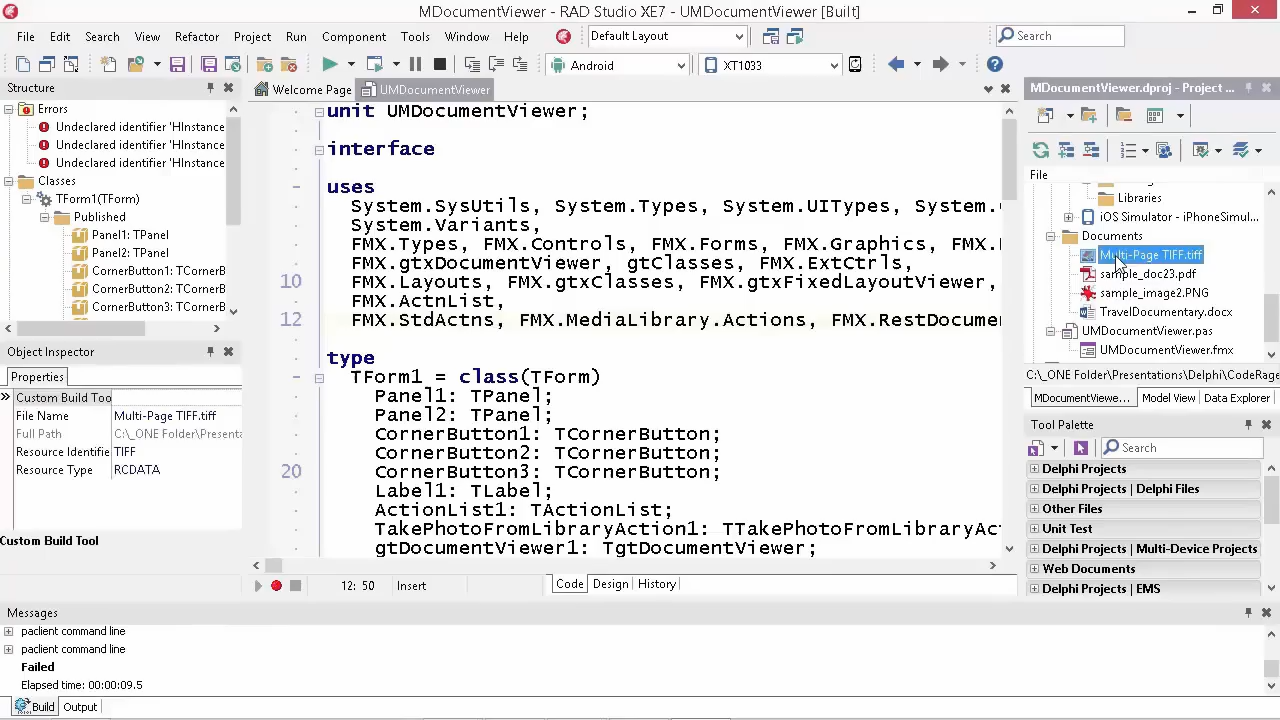 MDocumentViewer - RAD Studio XE7 - UMDocumentViewer [Built]
File Edit Search View Refactor Project Run Component Tools Window Help Default Layout Search
Android XT1033
Structure
Welcome Page UMDocumentViewer
MDocumentViewer.dproj - Project ...
Errors
Undeclared identifier 'HInstance
Undeclared identifier 'HInstance
Undeclared identifier 'HInstance
Classes
TForm1(TForm)
Published
Panel1: TPanel
Panel2: TPanel
CornerButton1: TCornerB
CornerButton2: TCornerB
CornerButton3: TCornerB
Object Inspector
Properties
Custom Build Too
File Name Multi-Page TIFF.tiff
Full Path C:\_ONE Folder\Presenta
Resource Identifie TIFF
Resource Type RCDATA
Custom Build Tool
unit UMDocumentViewer;
interface
uses
System.SysUtils, System.Types, System.UITypes, System.
System.Variants,
FMX.Types, FMX.Controls, FMX.Forms, FMX.Graphics, FMX.
FMX.gtxDocumentViewer, gtClasses, FMX.ExtCtrls,
10 FMX.Layouts, FMX.gtxClasses, FMX.gtxFixedLayoutViewer,
FMX.ActnList,
12 FMX.StdActns, FMX.MediaLibrary.Actions, FMX.RestDocume
type
TForm1 = class(TForm)
Panel1: TPanel;
Panel2: TPanel;
CornerButton1: TCornerButton;
CornerButton2: TCornerButton;
20 CornerButton3: TCornerButton;
Label1: TLabel;
ActionList1: TActionList;
TakePhotoFromLibraryAction1: TTakePhotoFromLibraryAc
gtDocumentViewer1: TgtDocumentViewer;
12: 50 Insert
Code Design History
File
Libraries
iOS Simulator - iPhoneSimul...
Documents
Multi-Page TIFF.tiff
sample_doc23.pdf
sample_image2.PNG
TravelDocumentary.docx
UMDocumentViewer.pas
UMDocumentViewer.fmx
C:\_ONE Folder\Presentations\Delphi\CodeRage
MDocumentViewe... Model View Data Explorer
Tool Palette
Search
Delphi Projects
Delphi Projects | Delphi Files
Other Files
Unit Test
Delphi Projects | Multi-Device Projects
Web Documents
Delphi Projects | EMS
Messages
paclient command line
paclient command line
Failed
Elapsed time: 00:00:09.5
Build Output